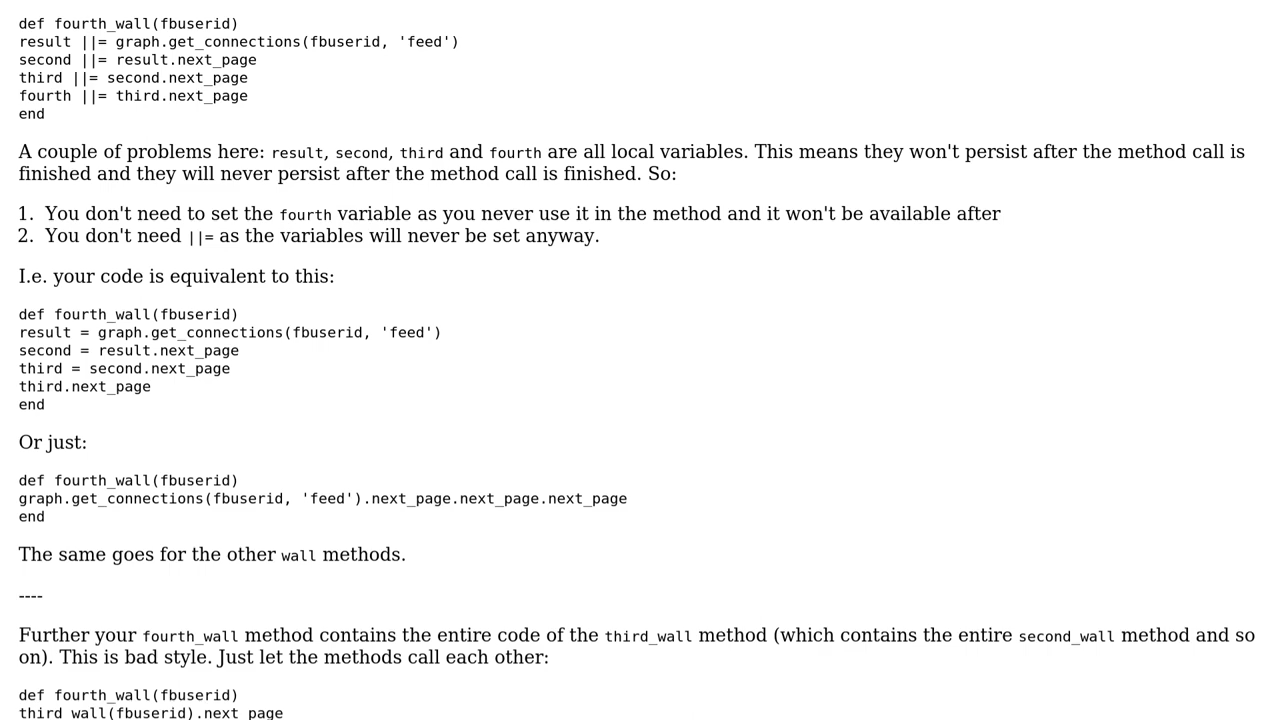 def fourth_wall(fbuserid)
result ||= graph.get_connections(fbuserid, 'feed')
second ||= result.next_page
third ||= second.next_page
fourth ||= third.next_page
end
A couple of problems here: result, second, third and fourth are all local variables. This means they won't persist after the method call is
finished and they will never persist after the method call is finished. So:
1. You don't need to set the fourth variable as you never use it in the method and it won't be available after
2. You don't need ||= as the variables will never be set anyway.
I.e. your code is equivalent to this:
def fourth_wall(fbuserid)
result = graph.get_connections(fbuserid, 'feed')
second = result.next_page
third = second.next_page
third.next_page
end
Or just:
def fourth_wall(fbuserid)
graph.get_connections(fbuserid, 'feed').next_page.next_page.next_page
end
The same goes for the other wall methods.
----
Further your fourth_wall method contains the entire code of the third_wall method (which contains the entire second_wall method and so
on). This is bad style. Just let the methods call each other:
def fourth_wall(fbuserid)
third_wall(fbuserid).next_page